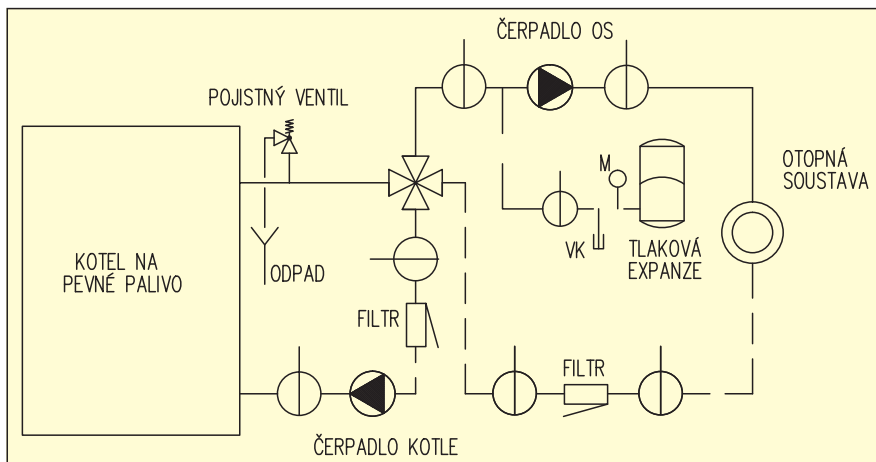 ČERPADLO OS
POJISTNÝ VENTIL
M
OTOPNÁ
SOUSTAVA
KOTEL NA
PEVNÉ PALIVO
ODPAD
VK
TLAKOVÁ
EXPANZE
FILTR
FILTR
ČERPADLO KOTLE